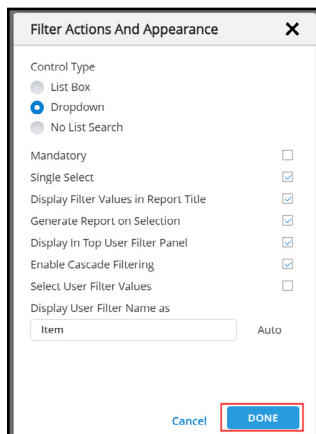 Filter Actions And Appearance
Control Type
List Box
Dropdown
No List Search
Mandatory
Single Select
Display Filter Values in Report Title
Generate Report on Selection
Display In Top User Filter Panel
Enable Cascade Filtering
Select User Filter Values
Display User Filter Name as
Item Auto
Cancel DONE